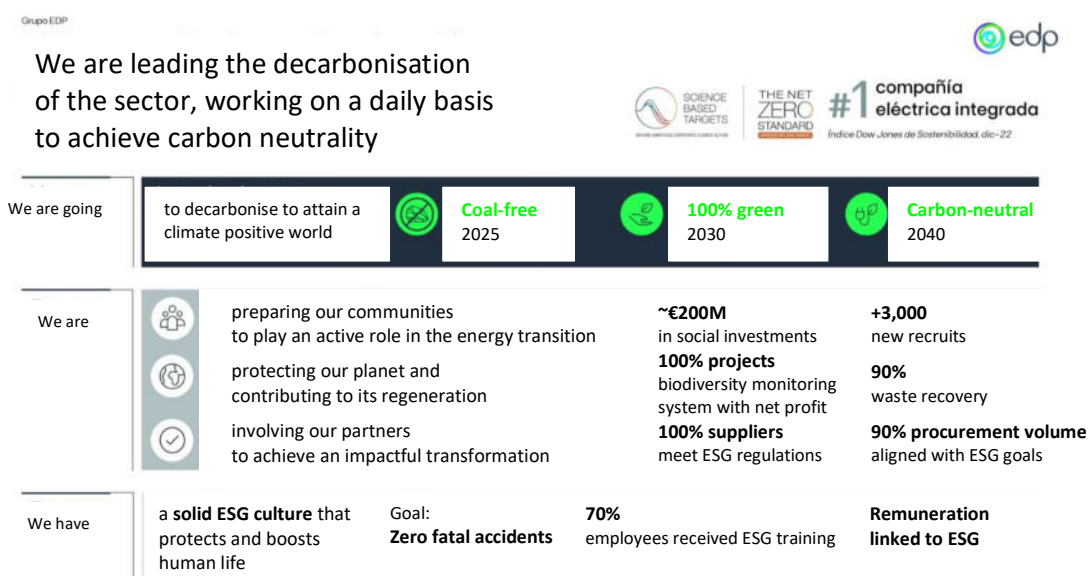 Grupo EDP
edp
We are leading the decarbonisation
of the sector, working on a daily basis
to achieve carbon neutrality
SCIENCE
BASED
TARGETS
THE NET
ZERO
STANDARD
#1 compañía
eléctrica integrada
Índice Dow Jones de Sostenibilidad, dic-22
We are going
to decarbonise to attain a
climate positive world
Coal-free
2025
100% green
2030
Carbon-neutral
2040
We are
preparing our communities
to play an active role in the energy transition
~€200M
in social investments
+3,000
new recruits
protecting our planet and
contributing to its regeneration
100% projects
biodiversity monitoring
system with net profit
90%
waste recovery
involving our partners
to achieve an impactful transformation
100% suppliers
meet ESG regulations
90% procurement volume
aligned with ESG goals
We have
a solid ESG culture that
protects and boosts
human life
Goal:
Zero fatal accidents
70%
employees received ESG training
Remuneration
linked to ESG